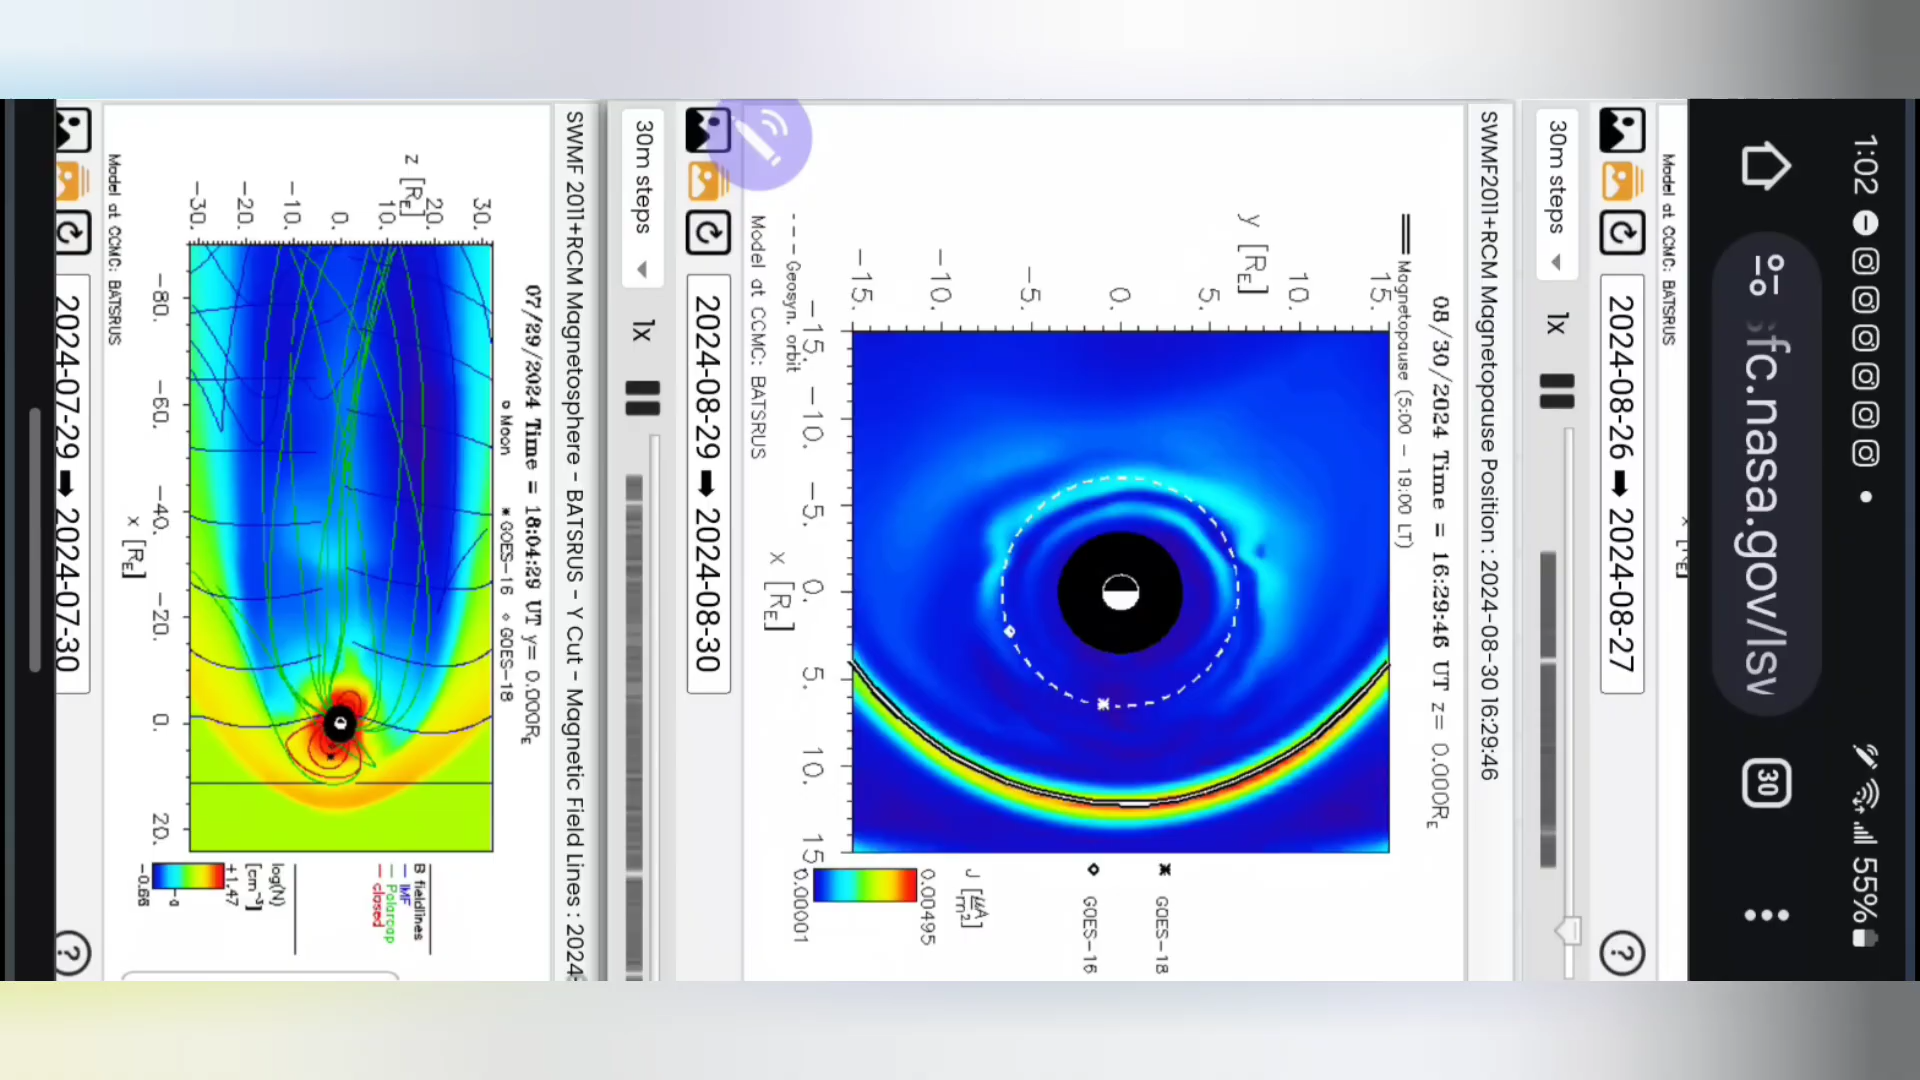 1:02
55%
sfc.nasa.gov/lsw
30
x [RE]
Model at CCMC: BATSRUS
2024-08-26 ➡ 2024-08-27
30m steps
1x
SWMF2011+RCM Magnetopause Position : 2024-08-30 16:29:46
08/30/2024 Time = 16:29:46 UT z= 0.000RE
Magnetopause (5:00 – 19:00 LT)
y [RE]
15.
10.
5.
0.
−5.
−10.
−15.
−15. −10. −5. 0. 5. 10. 15.
x [RE]
GOES-18
GOES-16
J [μA/m²]
0.00495
0.00001
Geosyn. orbit
Model at CCMC: BATSRUS
2024-08-29 ➡ 2024-08-30
30m steps
1x
SWMF 2011+RCM Magnetosphere - BATSRUS - Y Cut - Magnetic Field Lines : 2024-
07/29/2024 Time = 18:04:29 UT y= 0.000RE
Moon GOES-16 GOES-18
z [RE]
30.
20.
10.
0.
−10.
−20.
−30.
−80. −60. −40. −20. 0. 20.
x [RE]
B fieldlines
IMF
Polarcap
closed
log(N)
[cm⁻³]
+1.47
−0.66
Model at CCMC: BATSRUS
2024-07-29 ➡ 2024-07-30